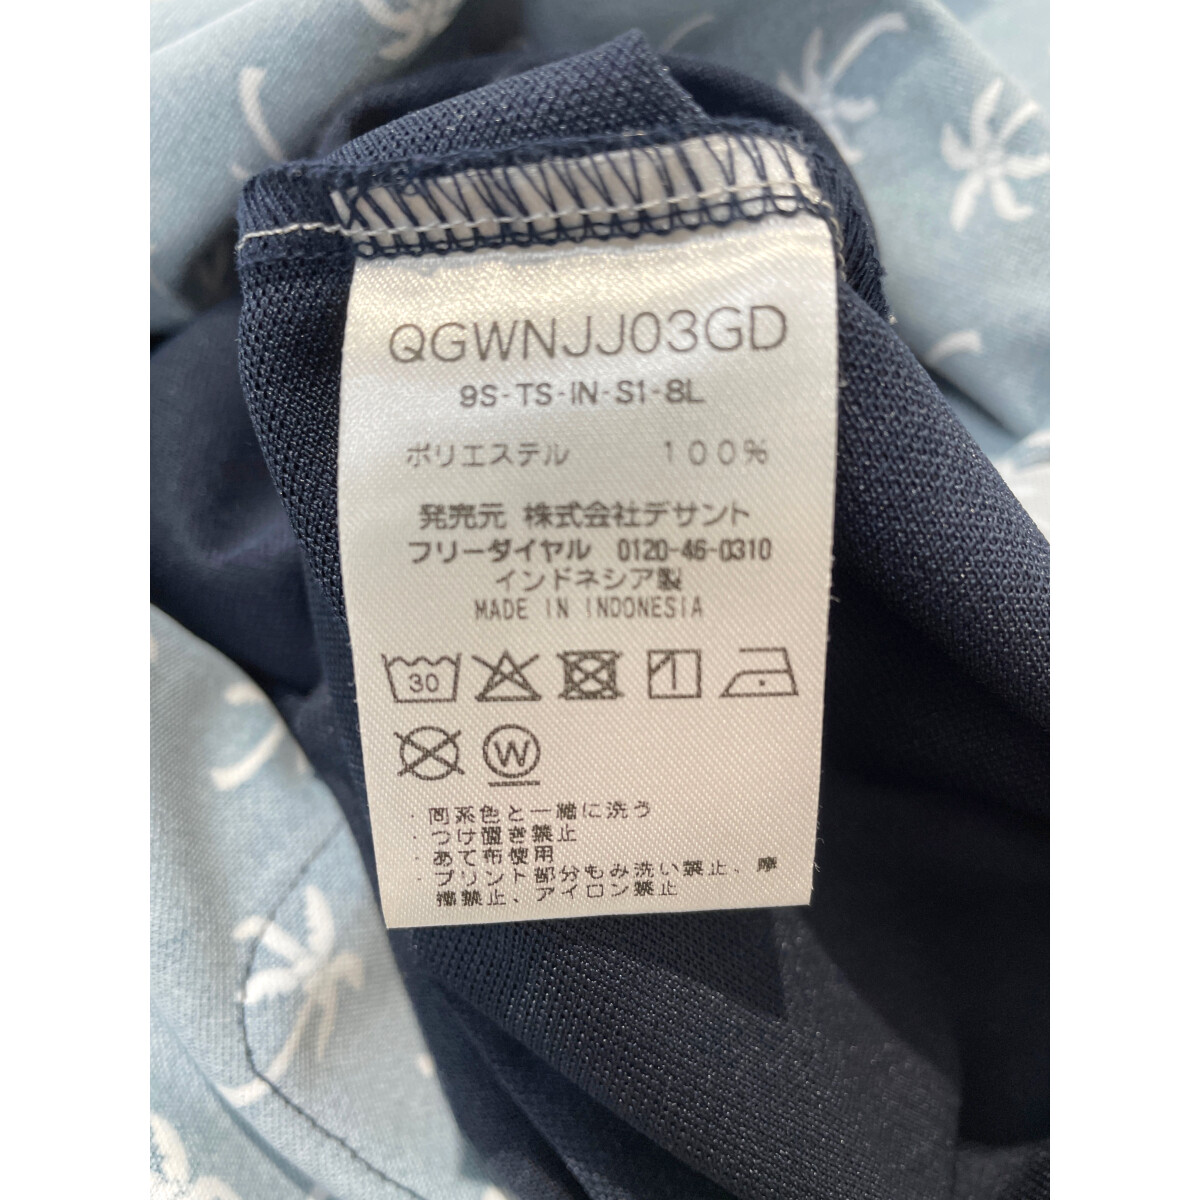 QGWNJJ03GD
9S-TS-IN-S1-8L
ポリエステル 100%
発売元 株式会社デサント
フリーダイヤル 0120-46-0310
インドネシア製
MADE IN INDONESIA
30
W
・同系色と一緒に洗う
・つけ置き禁止
・あて布使用
・プリント部分もみ洗い禁止、摩
擦禁止、アイロン禁止